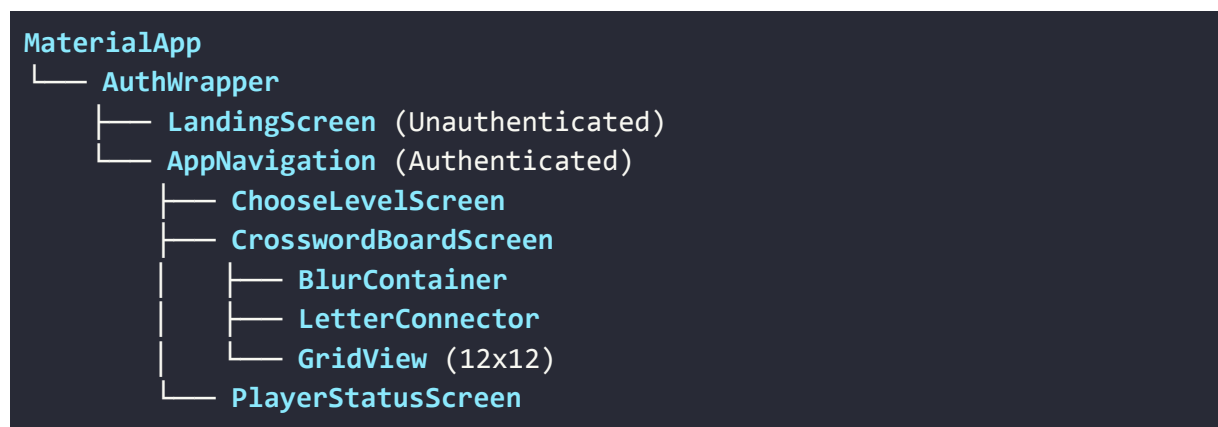 MaterialApp
└── AuthWrapper
    ├── LandingScreen (Unauthenticated)
    └── AppNavigation (Authenticated)
        ├── ChooseLevelScreen
        ├── CrosswordBoardScreen
        │   ├── BlurContainer
        │   ├── LetterConnector
        │   └── GridView (12x12)
        └── PlayerStatusScreen